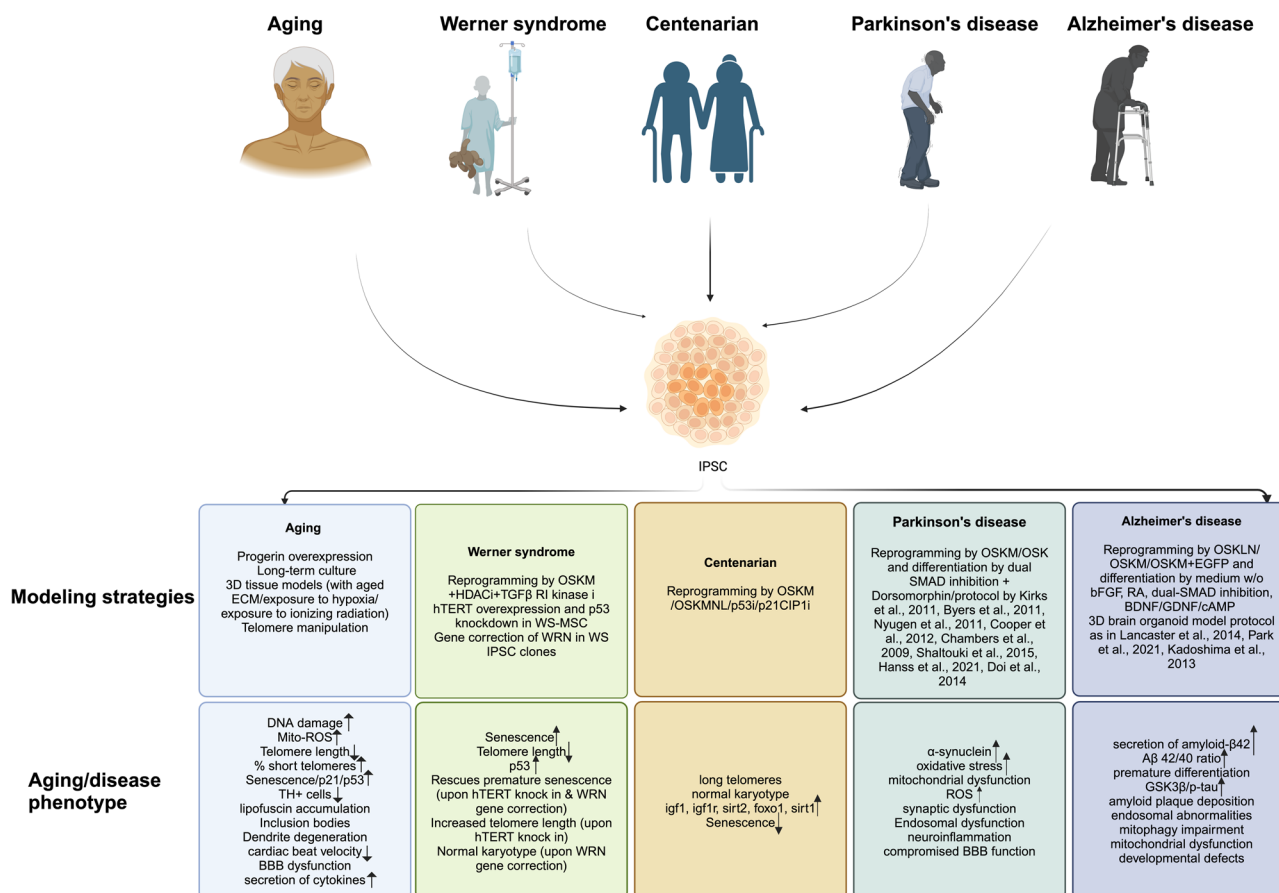 Aging
Werner syndrome
Centenarian
Parkinson's disease
Alzheimer's disease
IPSC
Modeling strategies
Aging
Progerin overexpression
Long-term culture
3D tissue models (with aged
ECM/exposure to hypoxia/
exposure to ionizing radiation)
Telomere manipulation
Werner syndrome
Reprogramming by OSKM
+HDACi+TGFβ RI kinase i
hTERT overexpression and p53
knockdown in WS-MSC
Gene correction of WRN in WS
IPSC clones
Centenarian
Reprogramming by OSKM
/OSKMNL/p53i/p21CIP1i
Parkinson's disease
Reprogramming by OSKM/OSK
and differentiation by dual
SMAD inhibition +
Dorsomorphin/protocol by Kirks
et al., 2011, Byers et al., 2011,
Nyugen et al., 2011, Cooper et
al., 2012, Chambers et al.,
2009, Shaltouki et al., 2015,
Hanss et al., 2021, Doi et al.,
2014
Alzheimer's disease
Reprogramming by OSKLN/
OSKM/OSKM+EGFP and
differentiation by medium w/o
bFGF, RA, dual-SMAD inhibition,
BDNF/GDNF/cAMP
3D brain organoid model protocol
as in Lancaster et al., 2014, Park
et al., 2021, Kadoshima et al.,
2013
Aging/disease
phenotype
DNA damage↑
Mito-ROS↑
Telomere length↓
% short telomeres↑
Senescence/p21/p53↑
TH+ cells↓
lipofuscin accumulation
Inclusion bodies
Dendrite degeneration
cardiac beat velocity↓
BBB dysfunction
secretion of cytokines↑
Senescence↑
Telomere length↓
p53↑
Rescues premature senescence
(upon hTERT knock in & WRN
gene correction)
Increased telomere length (upon
hTERT knock in)
Normal karyotype (upon WRN
gene correction)
long telomeres
normal karyotype
igf1, igf1r, sirt2, foxo1, sirt1↑
Senescence↓
α-synuclein↑
oxidative stress↑
mitochondrial dysfunction
ROS↑
synaptic dysfunction
Endosomal dysfunction
neuroinflammation
compromised BBB function
secretion of amyloid-β42↑
Aβ 42/40 ratio↑
premature differentiation
GSK3β/p-tau↑
amyloid plaque deposition
endosomal abnormalities
mitophagy impairment
mitochondrial dysfunction
developmental defects